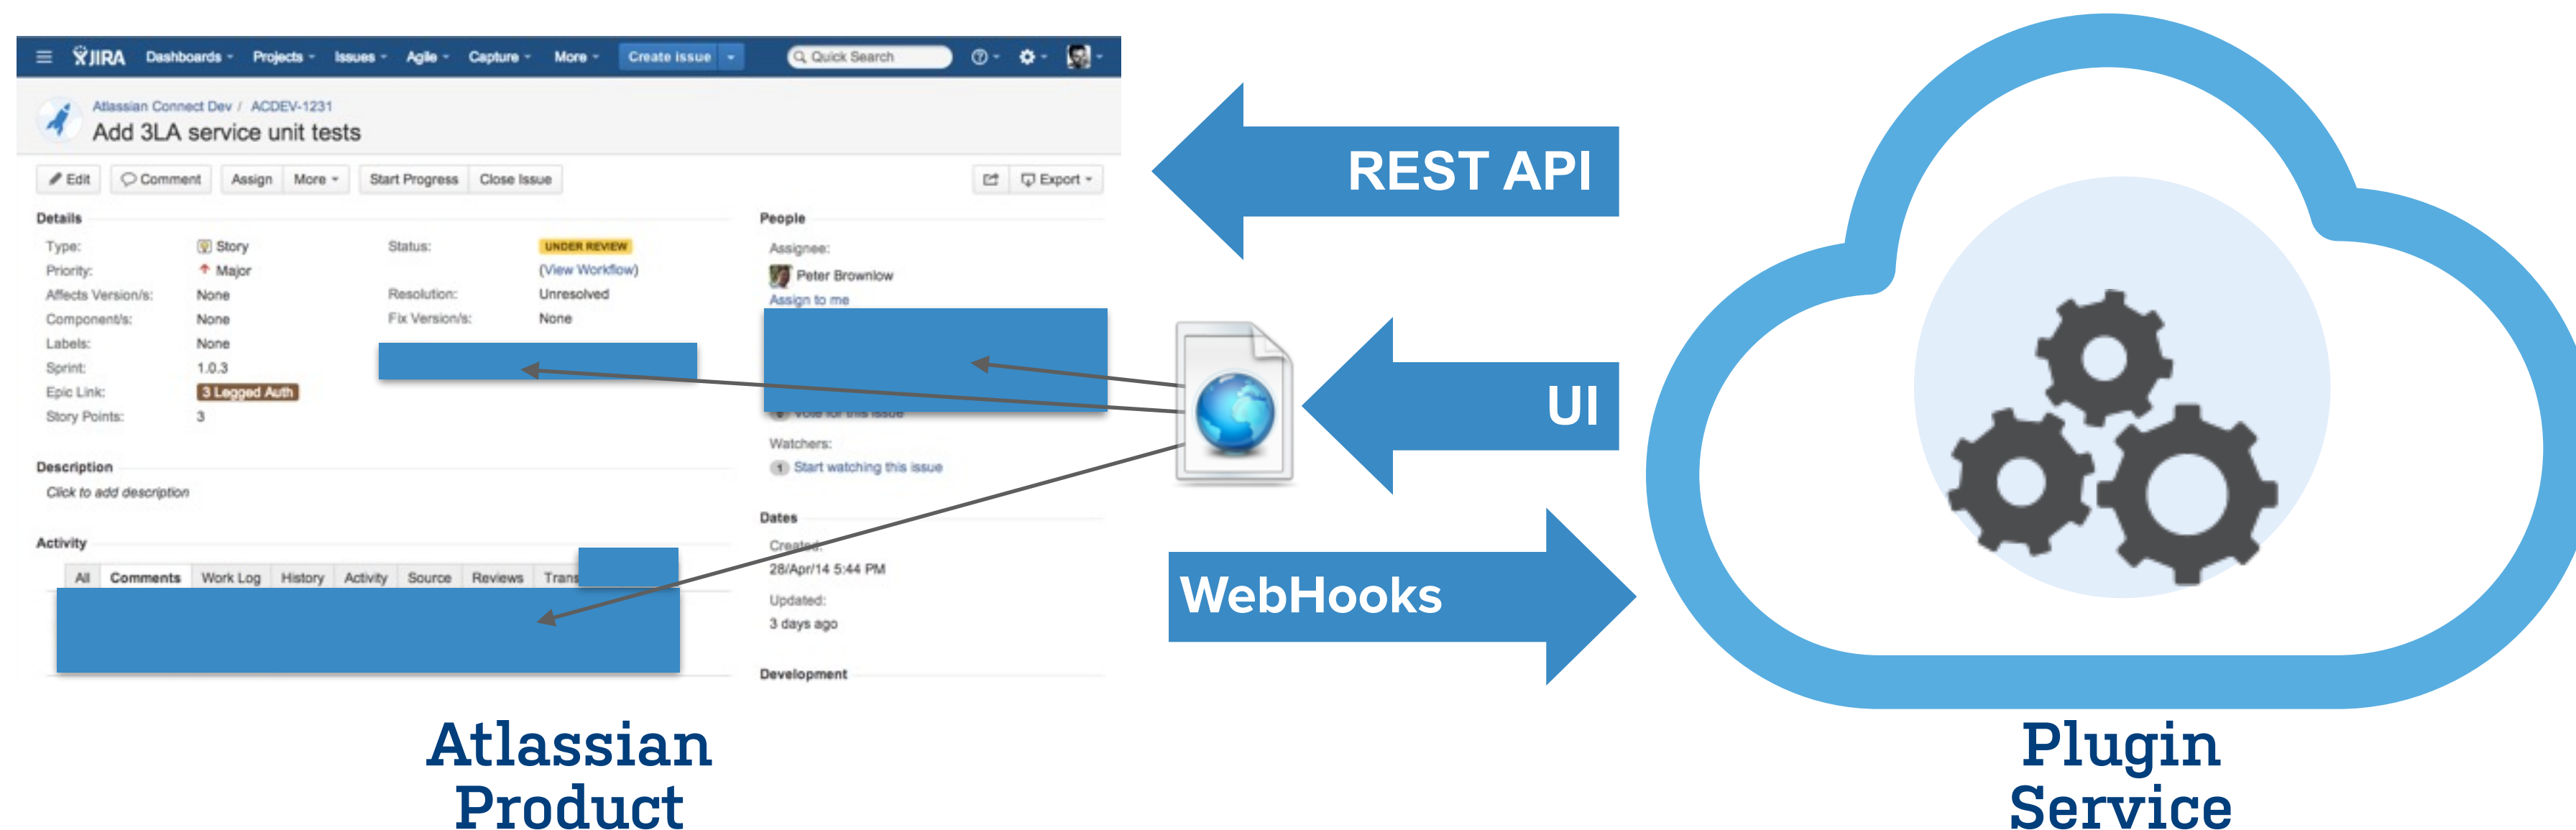 JIRA Dashboards Projects Issues Agile Capture More Create issue Quick Search
Atlassian Connect Dev / ACDEV-1231
Add 3LA service unit tests
Edit Comment Assign More Start Progress Close Issue Export
Details
Type: Story Status: UNDER REVIEW
Priority: Major (View Workflow)
Affects Version/s: None Resolution: Unresolved
Component/s: None Fix Version/s: None
Labels: None
Sprint: 1.0.3
Epic Link: 3 Legged Auth
Story Points: 3
Description
Click to add description
Activity
All Comments Work Log History Activity Source Reviews Trans
People
Assignee:
Peter Brownlow
Assign to me
Vote for this issue
Watchers:
1 Start watching this issue
Dates
Created:
28/Apr/14 5:44 PM
Updated:
3 days ago
Development
REST API
UI
WebHooks
Atlassian
Product
Plugin
Service